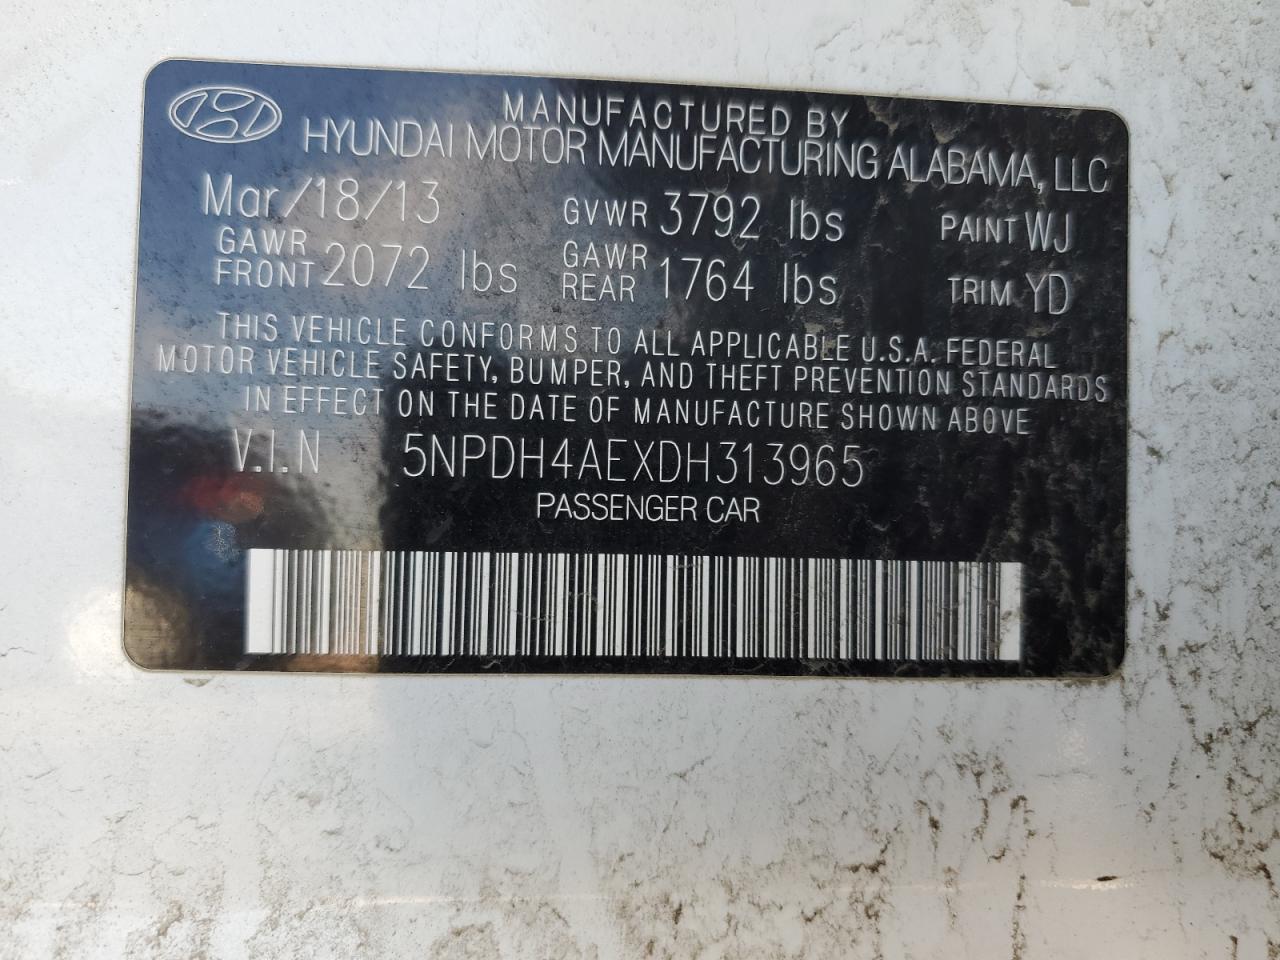 MANUFACTURED BY
HYUNDAI MOTOR MANUFACTURING ALABAMA, LLC
Mar/18/13 GVWR 3792 lbs PAINT WJ
GAWR FRONT 2072 lbs GAWR REAR 1764 lbs TRIM YD
THIS VEHICLE CONFORMS TO ALL APPLICABLE U.S.A. FEDERAL
MOTOR VEHICLE SAFETY, BUMPER, AND THEFT PREVENTION STANDARDS
IN EFFECT ON THE DATE OF MANUFACTURE SHOWN ABOVE
V.I.N 5NPDH4AEXDH313965
PASSENGER CAR